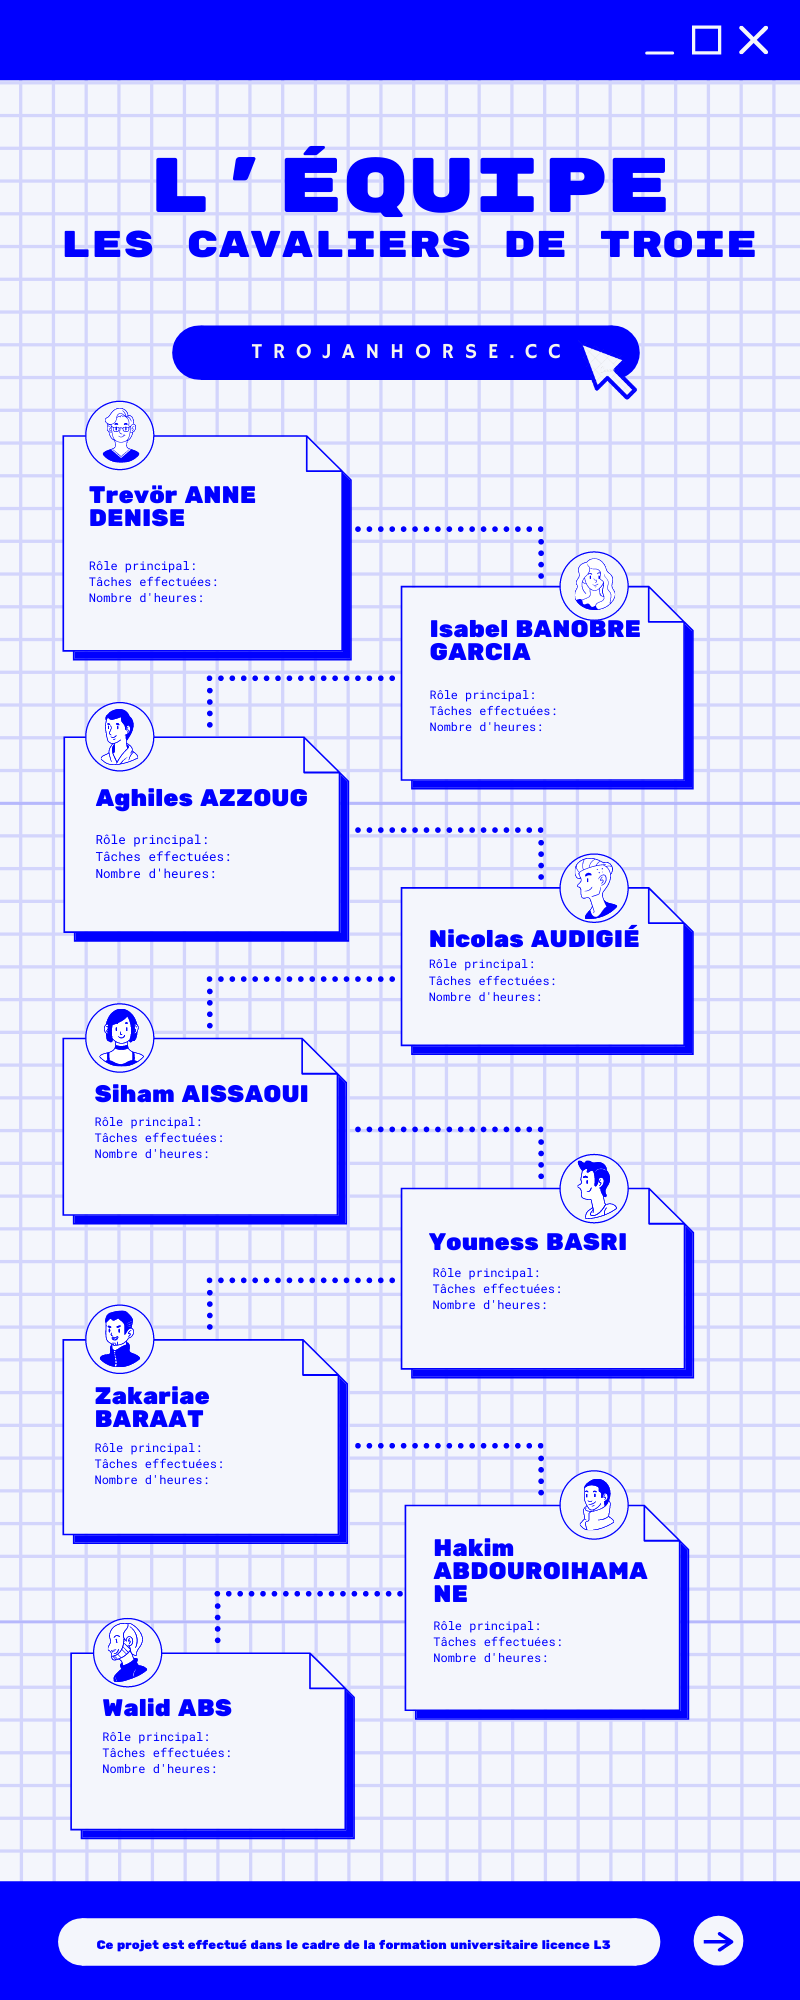 L'ÉQUIPE
LES CAVALIERS DE TROIE
TROJANHORSE.CC
Trevör ANNE
DENISE
Rôle principal:
Tâches effectuées:
Nombre d'heures:
Isabel BANOBRE
GARCIA
Rôle principal:
Tâches effectuées:
Nombre d'heures:
Aghiles AZZOUG
Rôle principal:
Tâches effectuées:
Nombre d'heures:
Nicolas AUDIGIÉ
Rôle principal:
Tâches effectuées:
Nombre d'heures:
Siham AISSAOUI
Rôle principal:
Tâches effectuées:
Nombre d'heures:
Youness BASRI
Rôle principal:
Tâches effectuées:
Nombre d'heures:
Zakariae
BARAAT
Rôle principal:
Tâches effectuées:
Nombre d'heures:
Hakim
ABDOUROIHAMA
NE
Rôle principal:
Tâches effectuées:
Nombre d'heures:
Walid ABS
Rôle principal:
Tâches effectuées:
Nombre d'heures:
Ce projet est effectué dans le cadre de la formation universitaire licence L3